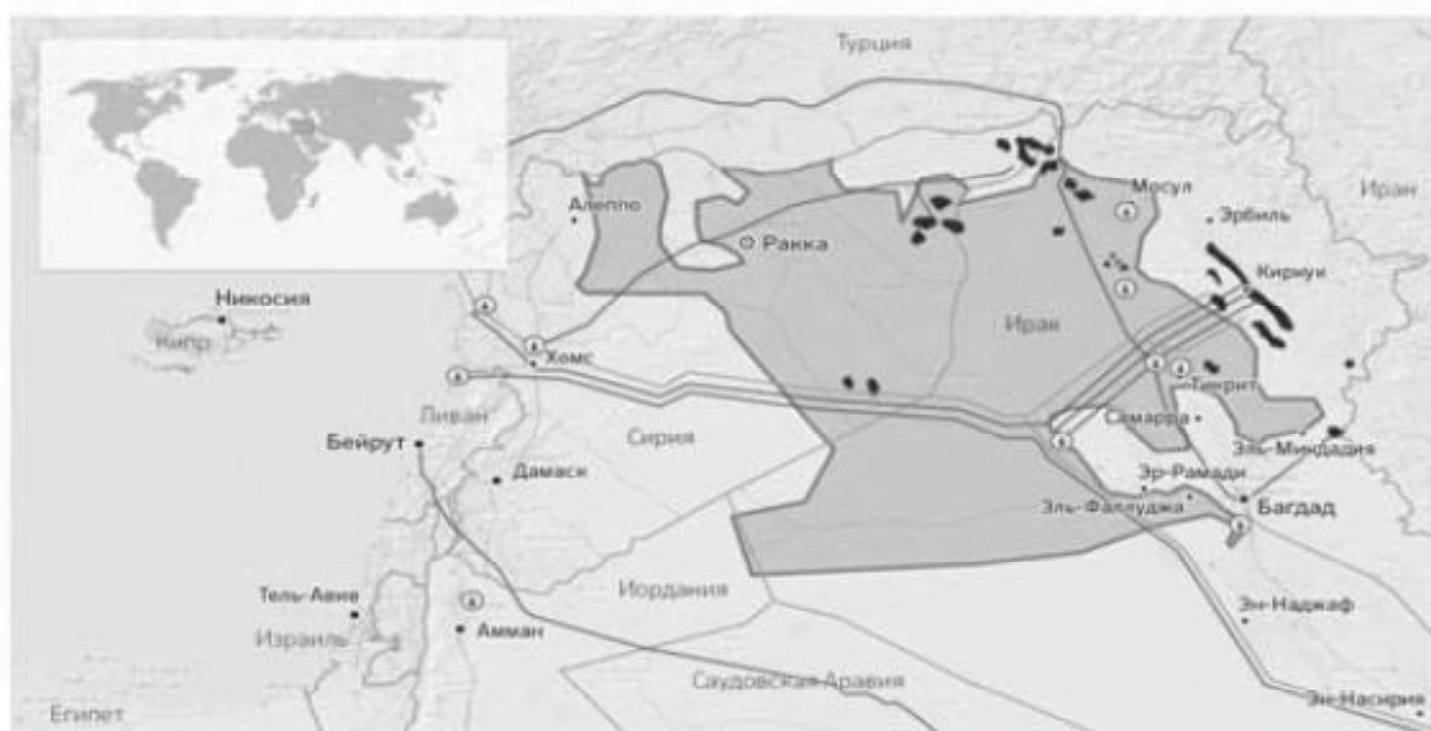 Турция
Иран
Алеппо
Мосул
Эрбиль
Ракка
Киркук
Никосия
Кипр
Ирак
Хомс
Тикрит
Ливан
Самарра
Бейрут
Сирия
Эль-Миндадия
Дамаск
Эр-Рамади
Эль-Фаллуджа
Багдад
Иордания
Тель-Авив
Эн-Наджаф
Израиль
Амман
Саудовская Аравия
Эн-Насирия
Египет